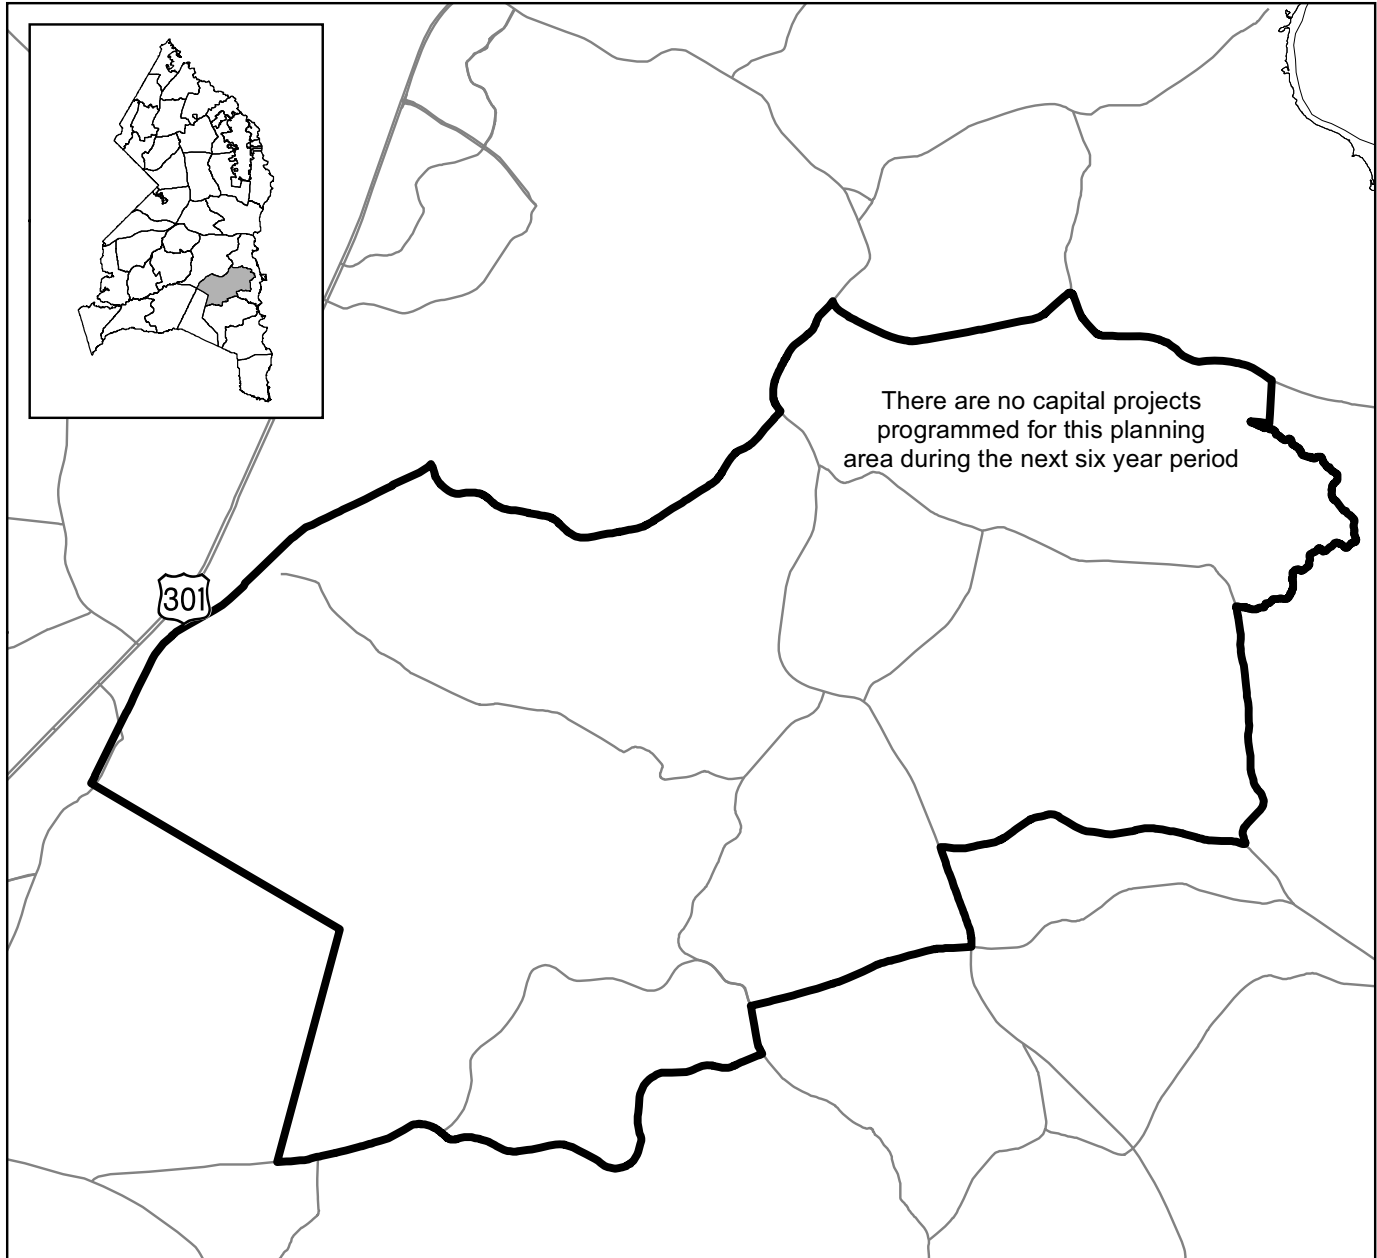 There are no capital projects
programmed for this planning
area during the next six year period
301